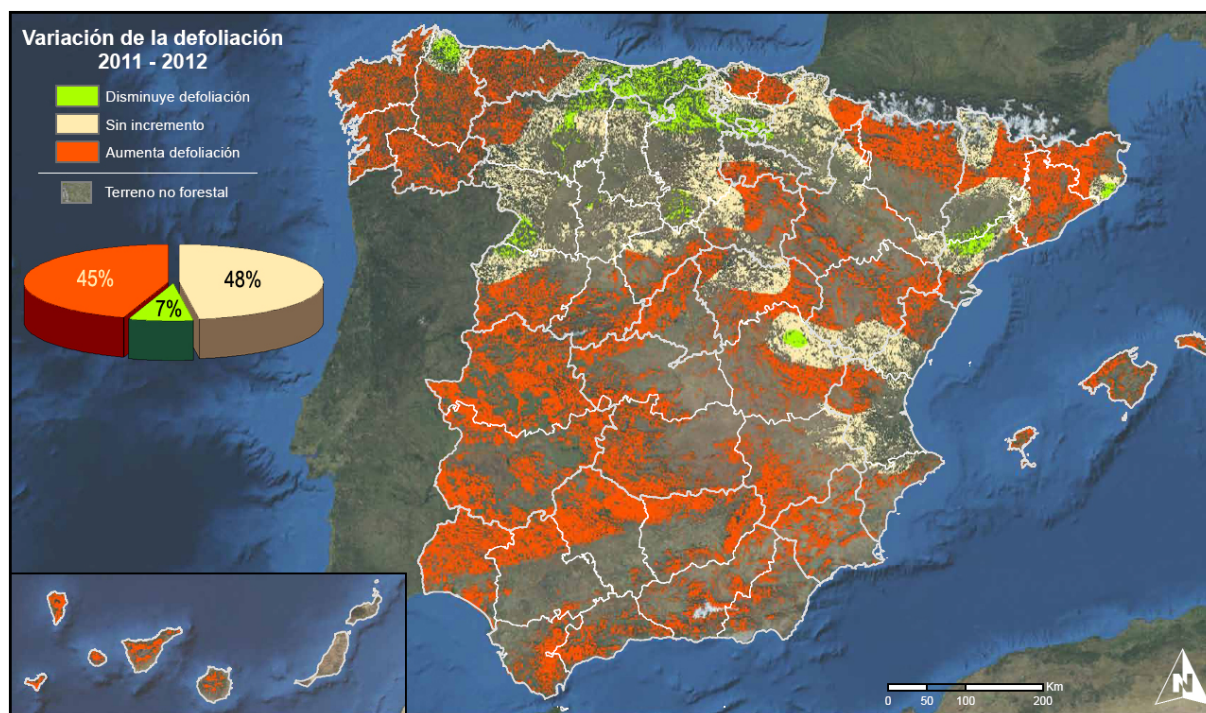 Variación de la defoliación
2011 - 2012
Disminuye defoliación
Sin incremento
Aumenta defoliación
Terreno no forestal
45%
48%
7%
Km
0 50 100 200
N